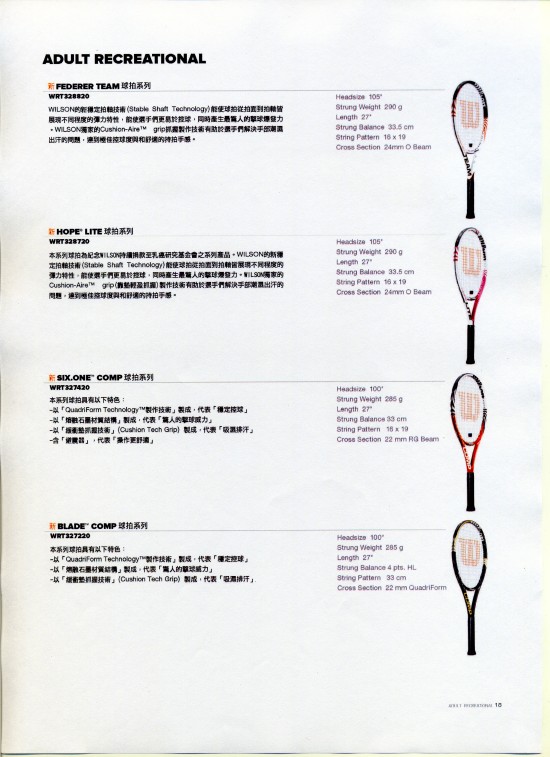 ADULT RECREATIONAL
新 FEDERER TEAM 球拍系列
WRT328820
WILSON的新穩定拍軸技術(Stable Shaft Technology)能使球拍從拍面到拍軸皆
展現不同程度的彈力特性，能使選手們更易於控球，同時產生最驚人的擊球爆發力
。WILSON獨家的Cushion-Aire™ grip抓握製作技術有助於選手們解決手部潮濕
出汗的問題，達到極佳控球度與和舒適的持拍手感。
Headsize 105"
Strung Weight 290 g
Length 27"
Strung Balance 33.5 cm
String Pattern 16 x 19
Cross Section 24mm O Beam
新 HOPE® LITE 球拍系列
WRT328720
本系列球拍為紀念WILSON持續捐款至乳癌研究基金會之系列產品。WILSON的新穩
定拍軸技術(Stable Shaft Technology)能使球拍從拍面到拍軸皆展現不同程度的
彈力特性，能使選手們更易於控球，同時產生最驚人的擊球爆發力。WILSON獨家的
Cushion-Aire™ grip(靠墊輕盈抓握)製作技術有助於選手們解決手部潮濕出汗的
問題，達到極佳控球度與和舒適的持拍手感。
Headsize 105"
Strung Weight 290 g
Length 27"
Strung Balance 33.5 cm
String Pattern 16 x 19
Cross Section 24mm O Beam
新 SIX.ONE™ COMP 球拍系列
WRT327420
本系列球拍具有以下特色：
-以「QuadriForm Technology™製作技術」製成，代表「穩定控球」
-以「熔融石墨材質結構」製成，代表「驚人的擊球威力」
-以「緩衝墊抓握技術」(Cushion Tech Grip) 製成，代表「吸濕排汗」
-含「避震器」，代表「操作更舒適」
Headsize 100"
Strung Weight 285 g
Length 27"
Strung Balance 33 cm
String Pattern 16 x 19
Cross Section 22 mm RG Beam
新 BLADE™ COMP 球拍系列
WRT327220
本系列球拍具有以下特色：
-以「QuadriForm Technology™製作技術」製成，代表「穩定控球」
-以「熔融石墨材質結構」製成，代表「驚人的擊球威力」
-以「緩衝墊抓握技術」(Cushion Tech Grip) 製成，代表「吸濕排汗」
Headsize 100"
Strung Weight 285 g
Length 27"
Strung Balance 4 pts. HL
String Pattern 33 cm
Cross Section 22 mm QuadriForm
TEAM
ADULT RECREATIONAL 18